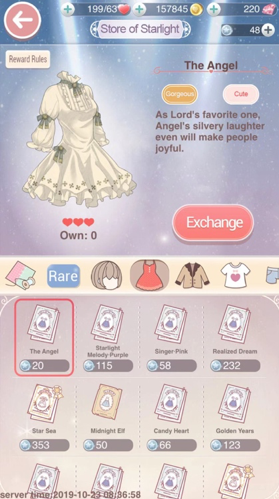 199/63
157845
220
Store of Starlight
48
Reward Rules
The Angel
Gorgeous
Cute
As Lord's favorite one,
Angel's silvery laughter
even will make people
joyful.
Own: 0
Exchange
Rare
The Angel
20
Starlight
Melody-Purple
115
Singer-Pink
58
Realized Dream
232
Star Sea
353
Midnight Elf
50
Candy Heart
66
Golden Years
123
server time:2019-10-23 08:36:58